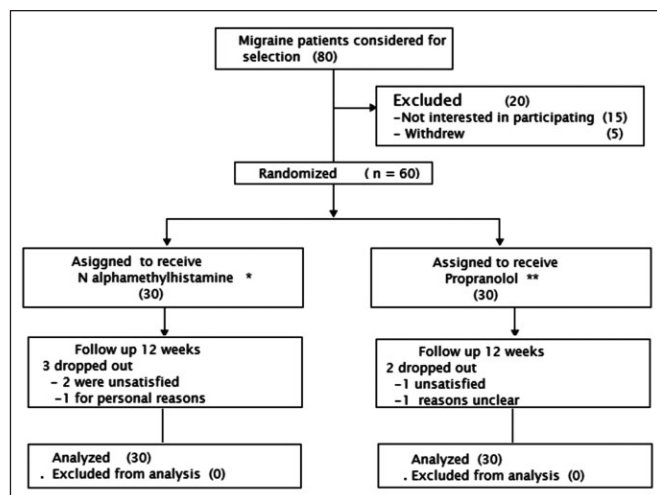 Migraine patients considered for
selection (80)
Excluded (20)
-Not interested in participating (15)
- Withdrew (5)
Randomized ( n = 60)
Asiggned to receive
N alphamethylhistamine *
(30)
Assigned to receive
Propranolol **
(30)
Follow up 12 weeks
3 dropped out
- 2 were unsatisfied
-1 for personal reasons
Follow up 12 weeks
2 dropped out
-1 unsatisfied
-1 reasons unclear
Analyzed (30)
. Excluded from analysis (0)
Analyzed (30)
. Excluded from analysis (0)